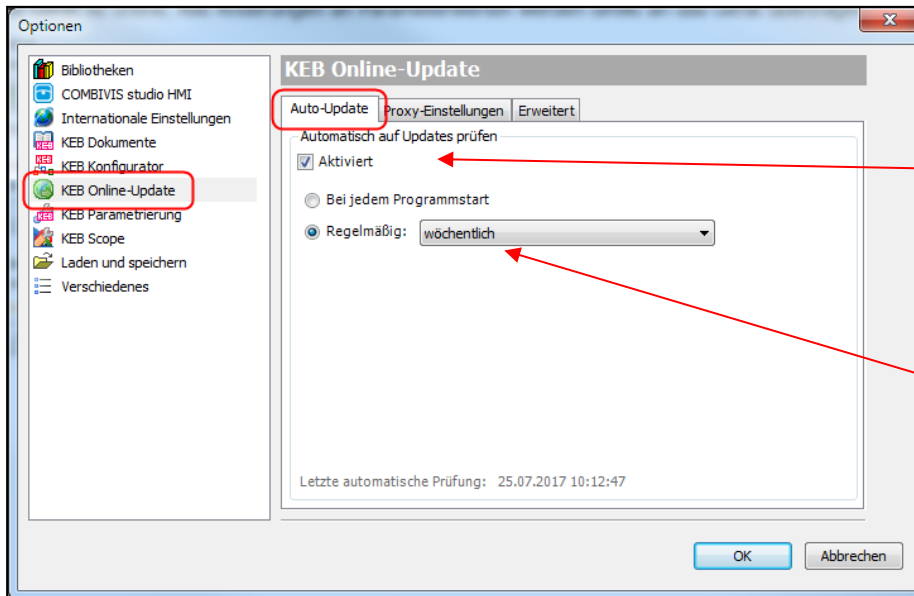 Optionen
Bibliotheken
COMBIVIS studio HMI
Internationale Einstellungen
KEB Dokumente
KEB Konfigurator
KEB Online-Update
KEB Parametrierung
KEB Scope
Laden und speichern
Verschiedenes
KEB Online-Update
Auto-Update Proxy-Einstellungen Erweitert
Automatisch auf Updates prüfen
Aktiviert
Bei jedem Programmstart
Regelmäßig: wöchentlich
Letzte automatische Prüfung: 25.07.2017 10:12:47
OK Abbrechen